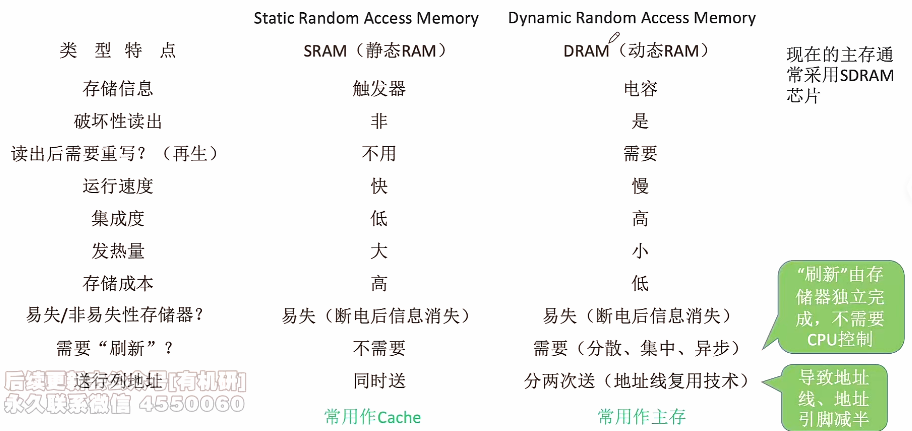 Static Random Access Memory Dynamic Random Access Memory
类 型 特 点 SRAM（静态RAM） DRAM（动态RAM）
现在的主存通
常采用SDRAM
芯片
存储信息 触发器 电容
破坏性读出 非 是
读出后需要重写？（再生） 不用 需要
运行速度 快 慢
集成度 低 高
发热量 大 小
存储成本 高 低
易失/非易失性存储器？ 易失（断电后信息消失） 易失（断电后信息消失）
需要“刷新”？ 不需要 需要（分散、集中、异步）
“刷新”由存
储器独立完
成，不需要
CPU控制
送行列地址 同时送 分两次送（地址线复用技术）
导致地址
线、地址
引脚减半
后续更新 [有机研]
永久联系微信 4550060
常用作Cache 常用作主存